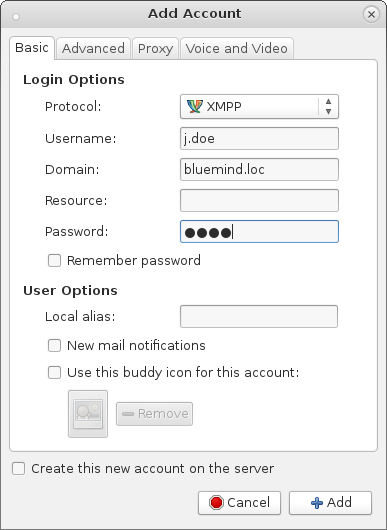 Add Account
Basic Advanced Proxy Voice and Video
Login Options
Protocol: XMPP
Username: j.doe
Domain: bluemind.loc
Resource:
Password: ●●●●
Remember password
User Options
Local alias:
New mail notifications
Use this buddy icon for this account:
Remove
Create this new account on the server
Cancel Add